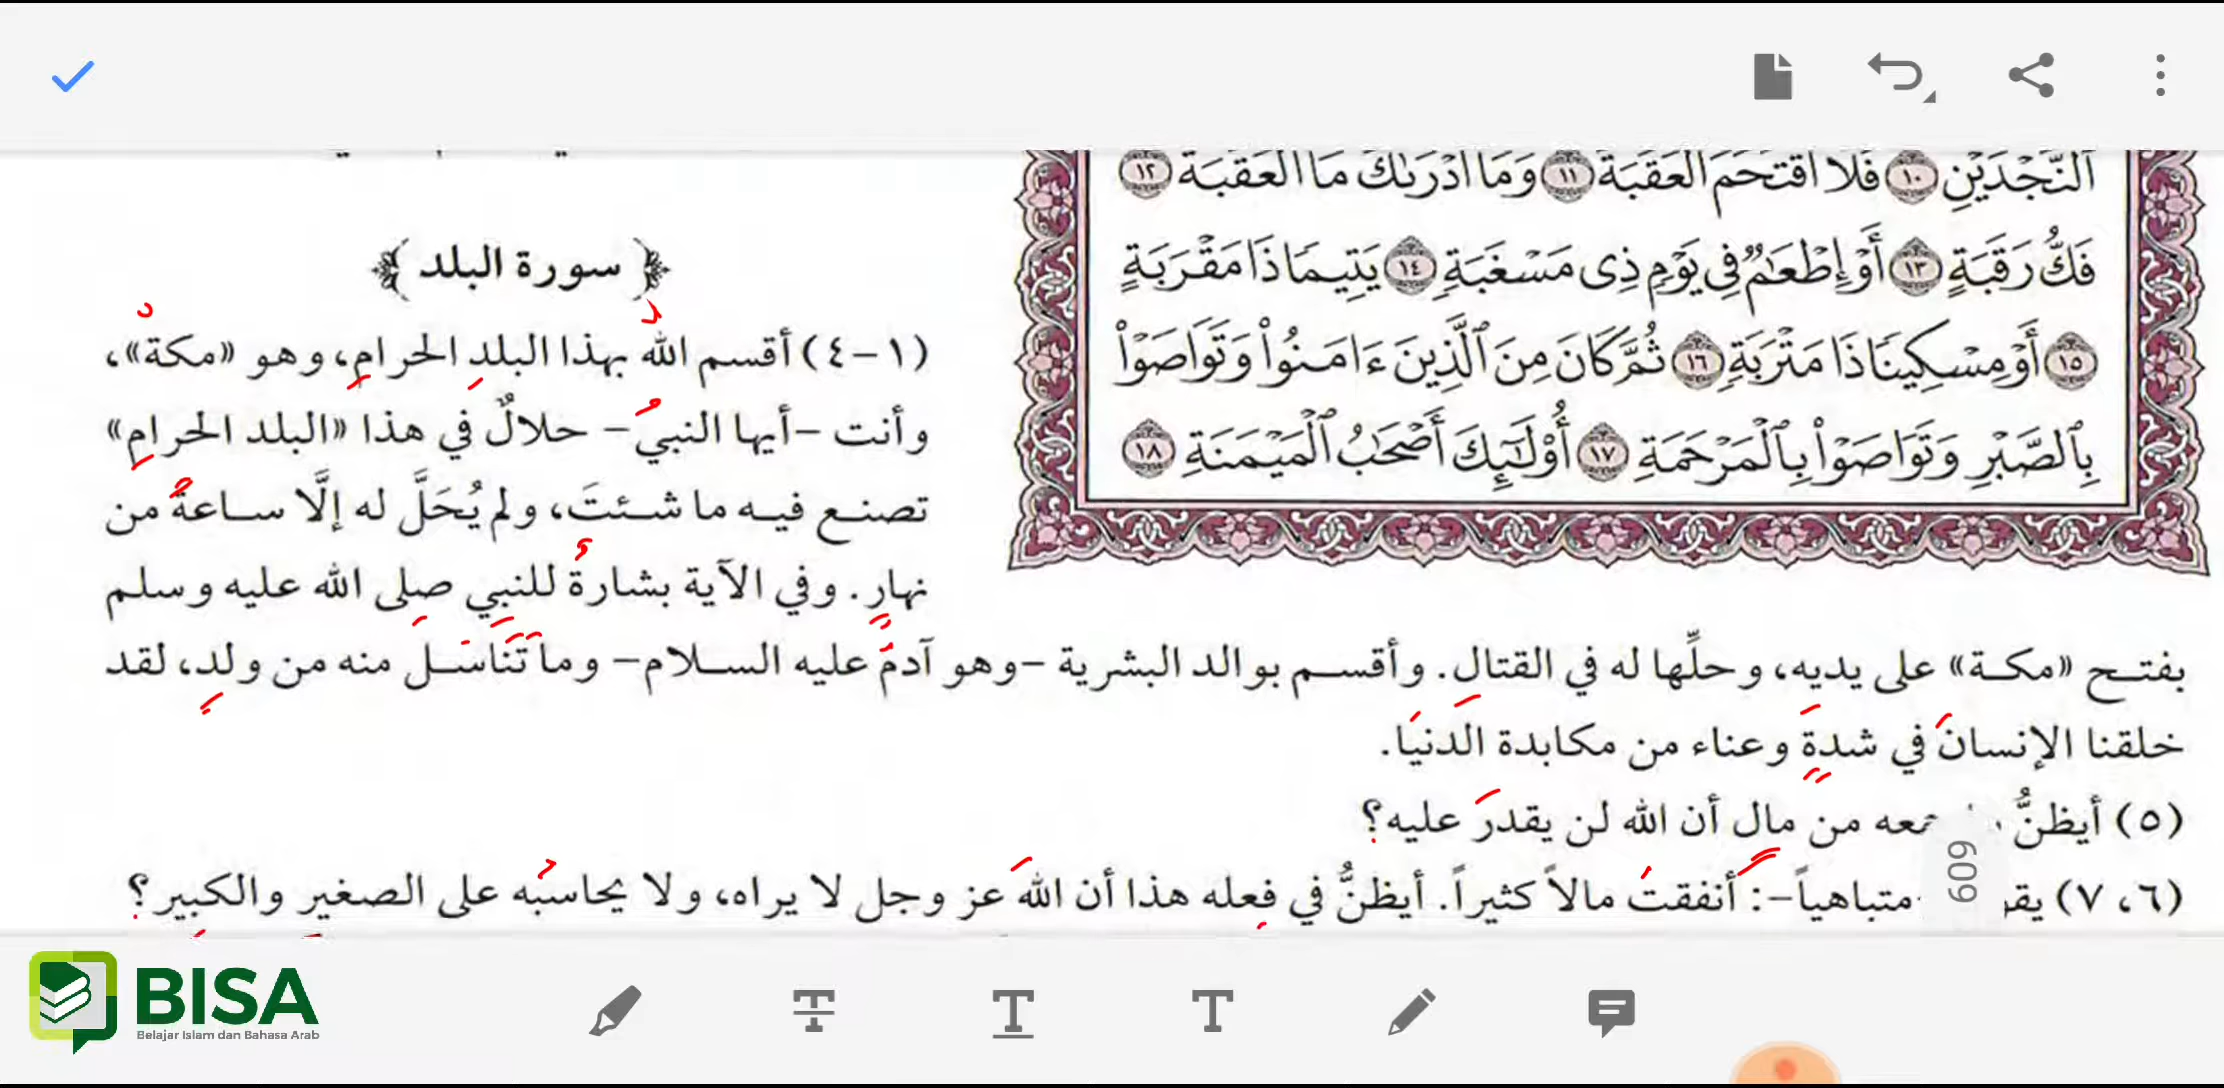 ٱلنَّجۡدَيۡنِ ١٠ فَلَا ٱقۡتَحَمَ ٱلۡعَقَبَةَ ١١ وَمَآ أَدۡرَىٰكَ مَا ٱلۡعَقَبَةُ ١٢
فَكُّ رَقَبَةٍ ١٣ أَوۡ إِطۡعَٰمٞ فِي يَوۡمٖ ذِي مَسۡغَبَةٖ ١٤ يَتِيمٗا ذَا مَقۡرَبَةٍ
١٥ أَوۡ مِسۡكِينٗا ذَا مَتۡرَبَةٖ ١٦ ثُمَّ كَانَ مِنَ ٱلَّذِينَ ءَامَنُواْ وَتَوَاصَوۡاْ
بِٱلصَّبۡرِ وَتَوَاصَوۡاْ بِٱلۡمَرۡحَمَةِ ١٧ أُوْلَٰٓئِكَ أَصۡحَٰبُ ٱلۡمَيۡمَنَةِ ١٨
﴿سورة البلد﴾
(١-٤) أقسم اللهُ بهذا البلدِ الحرامِ، وهو «مكةُ»،
وأنت -أيها النبيُّ- حلالٌ في هذا «البلد الحرامِ»
تصنع فيه ما شئتَ، ولم يُحَلَّ له إلَّا ساعةٌ من
نهارٍ. وفي الآية بشارةٌ للنبيِ صلَى الله عليه وسلم
بفتح «مكة» على يديه، وحلِّها له في القتالِ. وأقسم بوالد البشرية -وهو آدمُ عليه السلام- وما تَنَاسَل منه من ولدٍ، لقد
خلقنا الإنسانَ في شدةٍ وعناء من مكابدة الدنيا.
(٥) أيظنُّ من مالٍ أن الله لن يقدرَ عليه؟
(٦، ٧) متباهياً-: أنفقتُ مالاً كثيراً. أيظنُّ في فِعله هذا أن اللهَ عز وجل لا يراه، ولا يحاسبُه على الصغيرِ والكبيرِ؟
609
BISA
Belajar Islam dan Bahasa Arab